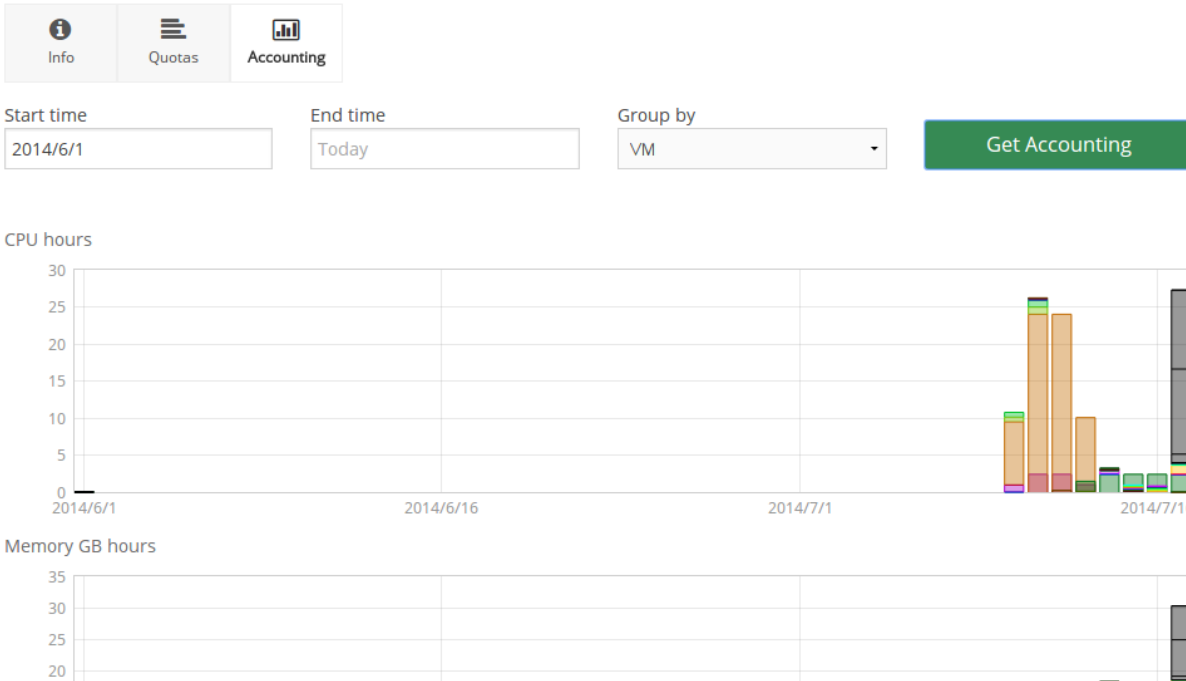 Info Quotas Accounting
Start time End time Group by
2014/6/1 Today VM Get Accounting
CPU hours
30
25
20
15
10
5
0
2014/6/1 2014/6/16 2014/7/1 2014/7/1
Memory GB hours
35
30
25
20